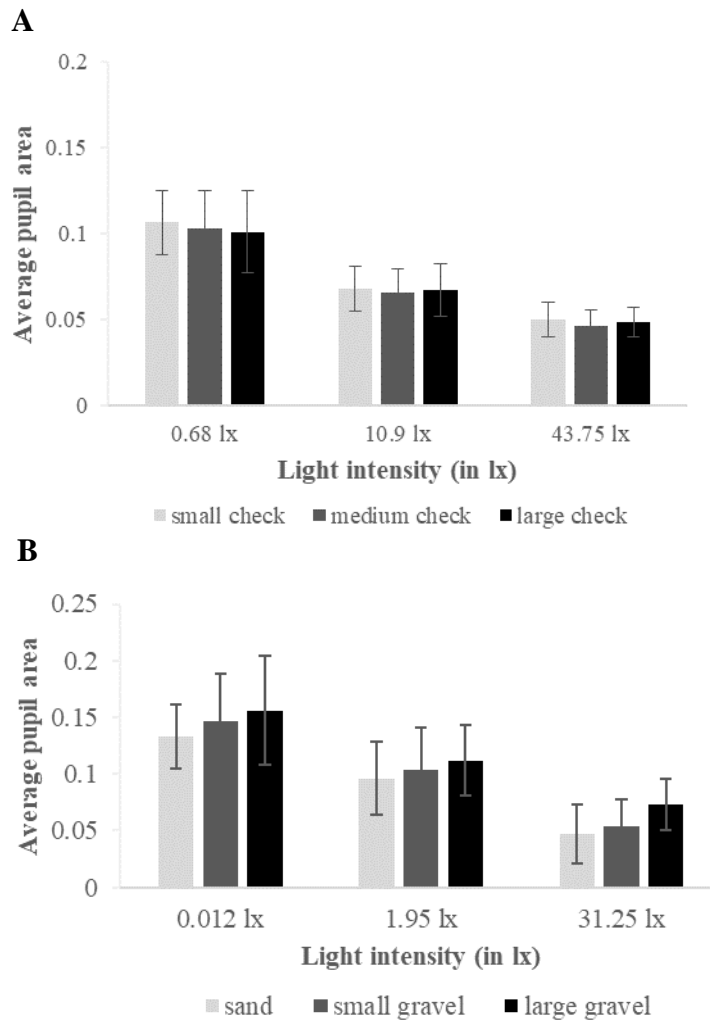 A
0.2
0.15
0.1
0.05
0
Average pupil area
0.68 lx 10.9 lx 43.75 lx
Light intensity (in lx)
small check medium check large check
B
0.25
0.2
0.15
0.1
0.05
0
Average pupil area
0.012 lx 1.95 lx 31.25 lx
Light intensity (in lx)
sand small gravel large gravel